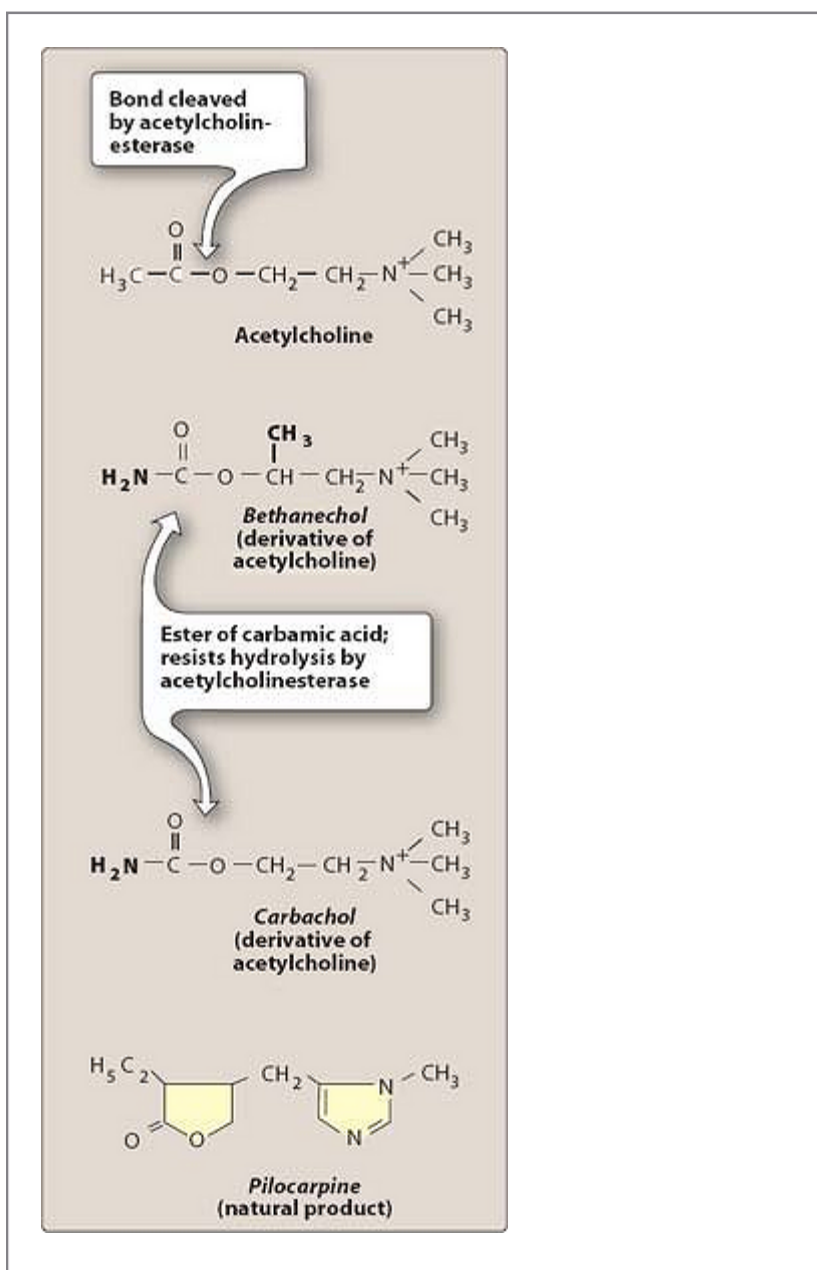 Bond cleaved
by acetylcholin-
esterase
O
H₃C–C–O–CH₂–CH₂–N⁺–CH₃
CH₃
CH₃
Acetylcholine
O
CH₃
H₂N–C–O–CH–CH₂–N⁺–CH₃
CH₃
CH₃
Bethanechol
(derivative of
acetylcholine)
Ester of carbamic acid;
resists hydrolysis by
acetylcholinesterase
O
H₂N–C–O–CH₂–CH₂–N⁺–CH₃
CH₃
CH₃
Carbachol
(derivative of
acetylcholine)
H₅C₂
CH₂
N–CH₃
O
O
N
Pilocarpine
(natural product)